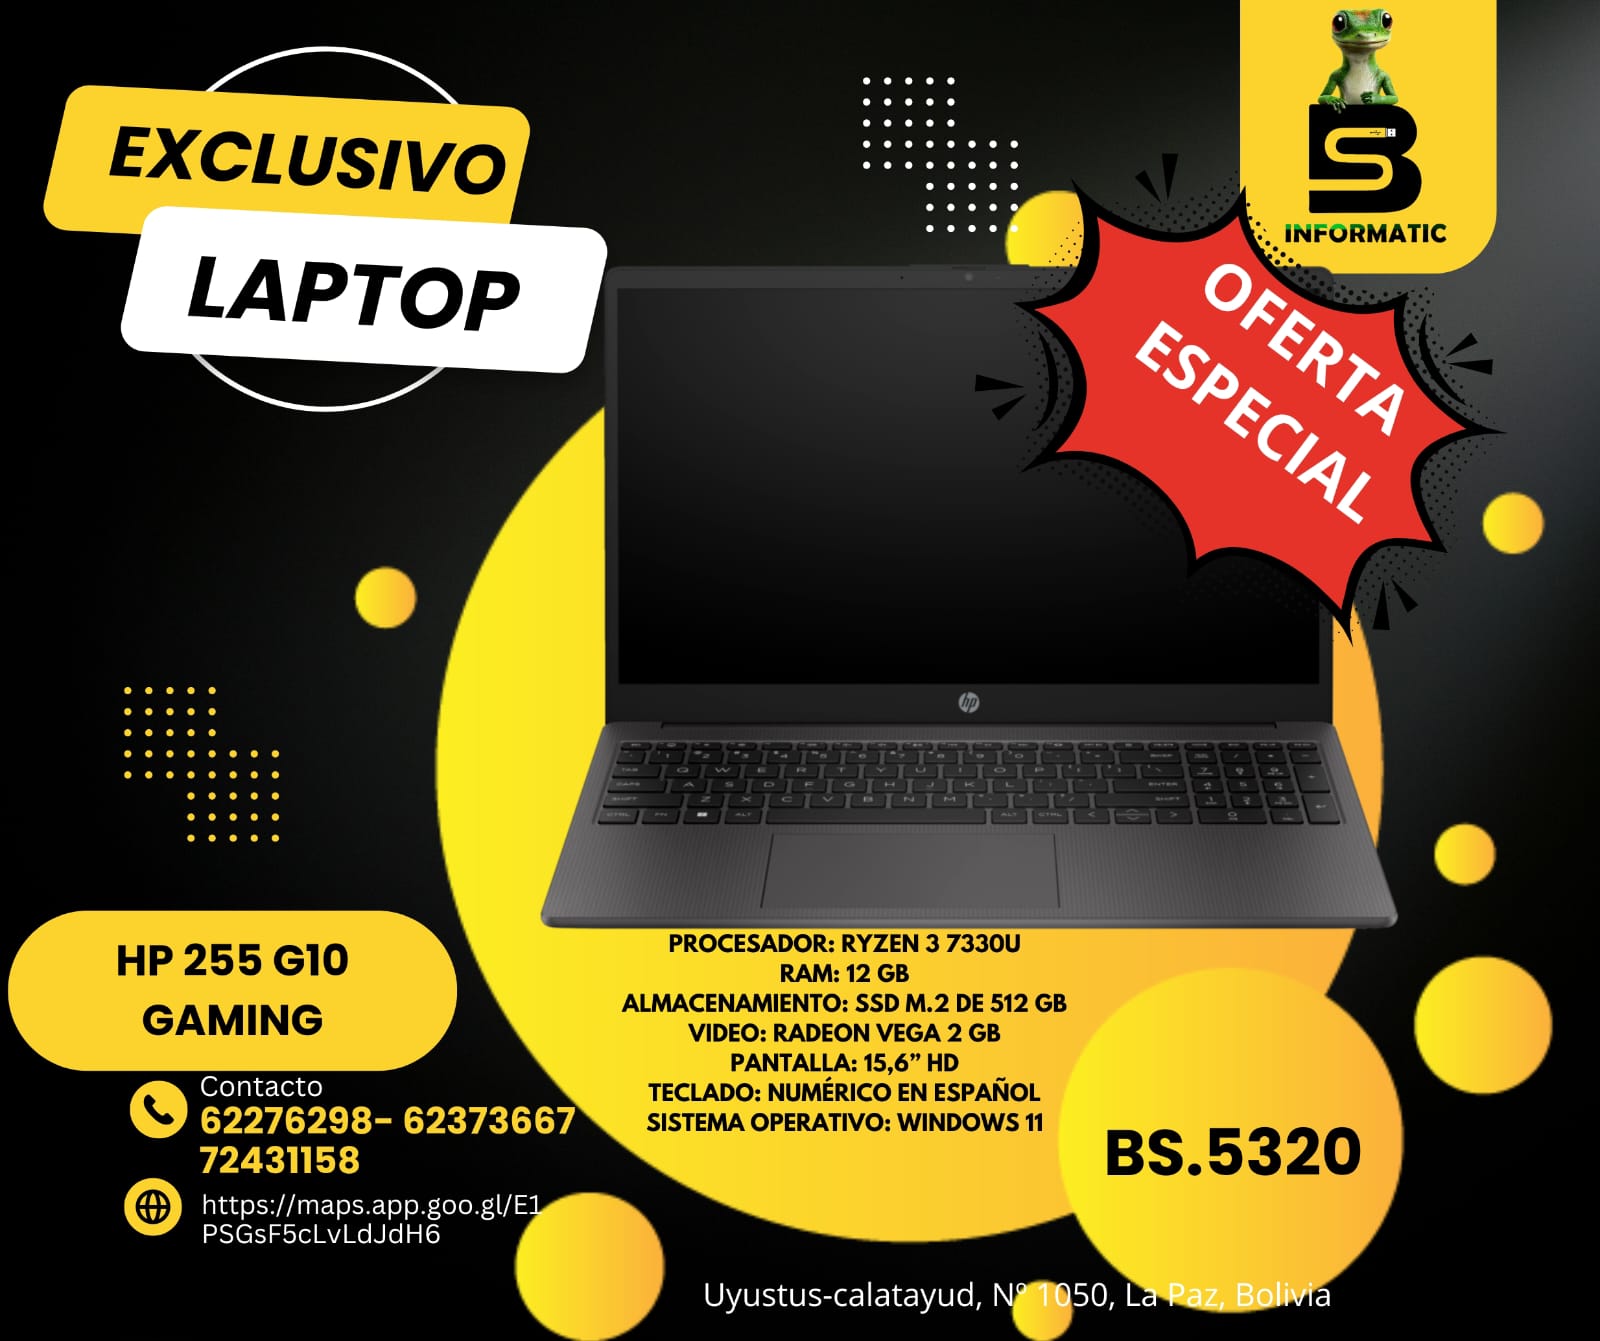 EXCLUSIVO
LAPTOP
BS
INFORMATIC
OFERTA
ESPECIAL
hp
HP 255 G10
GAMING
Contacto
62276298- 62373667
72431158
https://maps.app.goo.gl/E1
PSGsF5cLvLdJdH6
PROCESADOR: RYZEN 3 7330U
RAM: 12 GB
ALMACENAMIENTO: SSD M.2 DE 512 GB
VIDEO: RADEON VEGA 2 GB
PANTALLA: 15,6” HD
TECLADO: NUMÉRICO EN ESPAÑOL
SISTEMA OPERATIVO: WINDOWS 11
BS.5320
Uyustus-calatayud, Nº 1050, La Paz, Bolivia